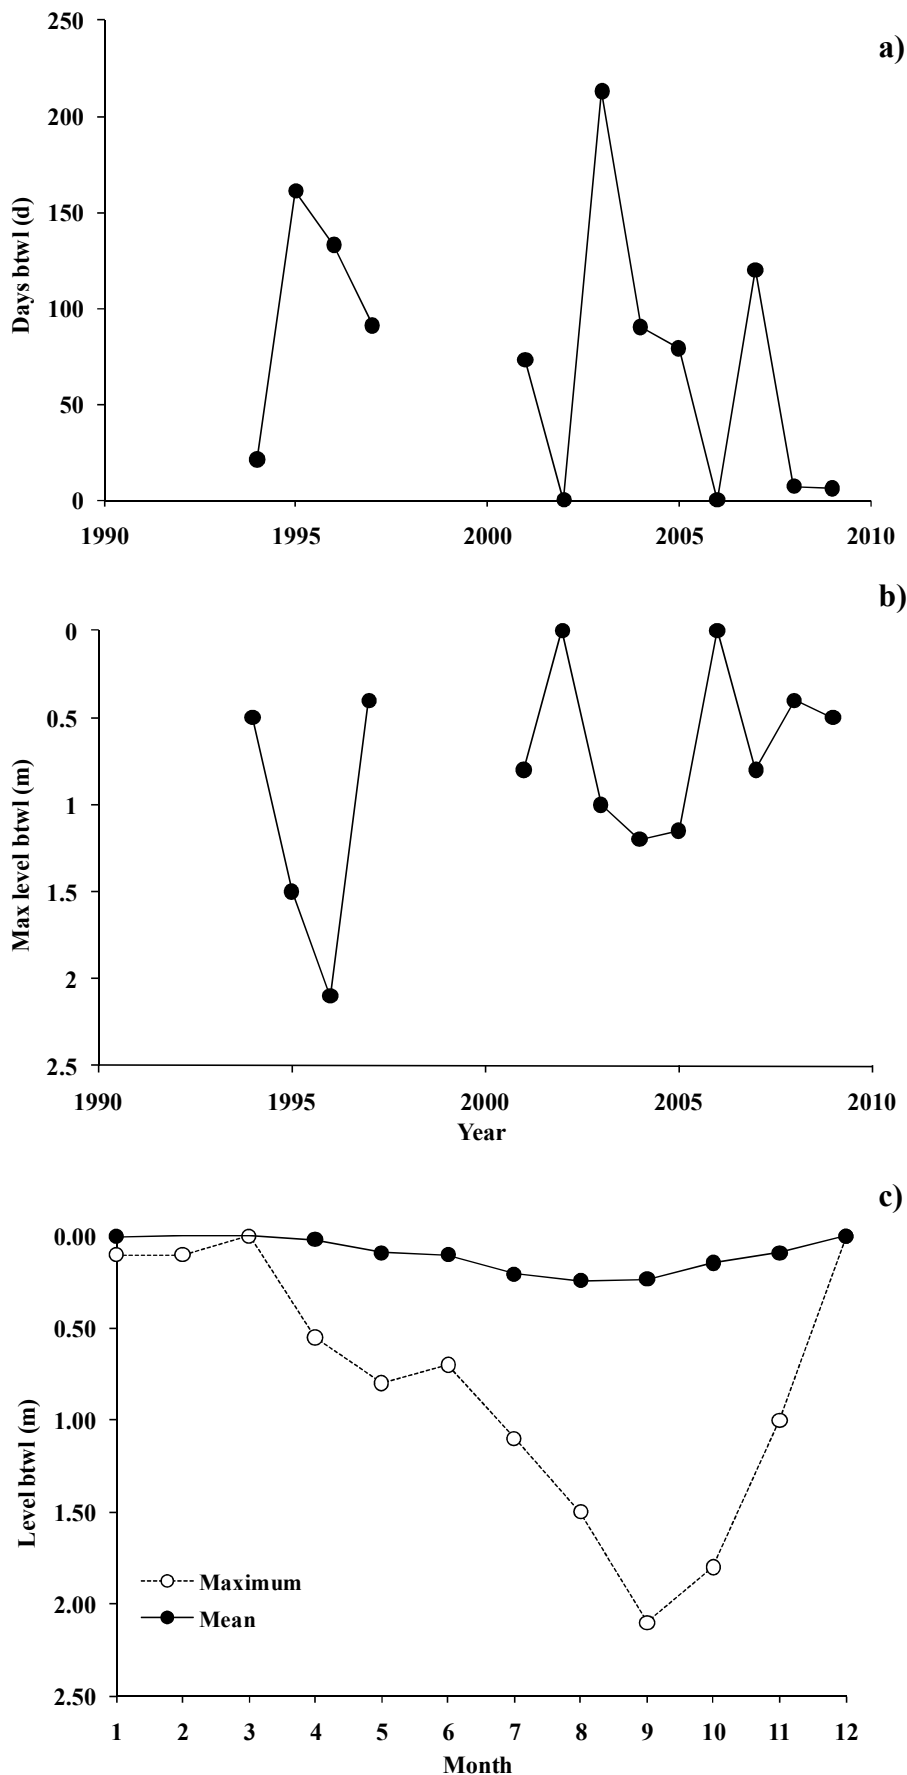 a)
Days btwl (d)
250
200
150
100
50
0
1990 1995 2000 2005 2010
b)
Max level btwl (m)
0
0.5
1
1.5
2
2.5
1990 1995 2000 2005 2010
Year
c)
Level btwl (m)
0.00
0.50
1.00
1.50
2.00
2.50
Maximum
Mean
1 2 3 4 5 6 7 8 9 10 11 12
Month